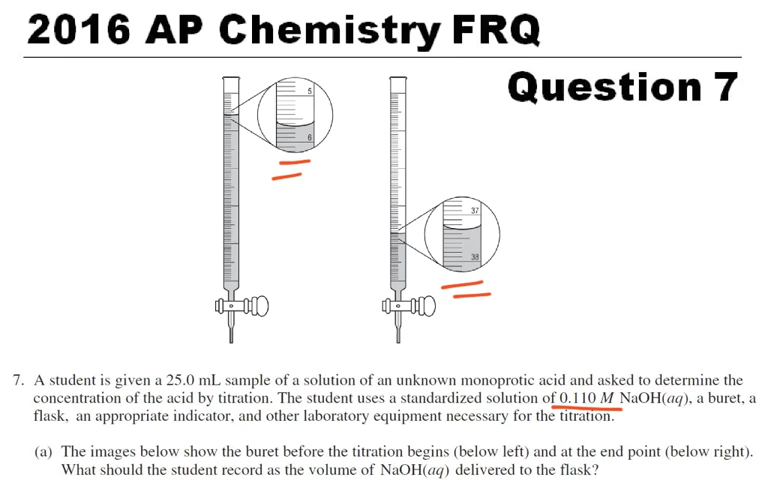 2016 AP Chemistry FRQ
Question 7
5
6
37
38
7. A student is given a 25.0 mL sample of a solution of an unknown monoprotic acid and asked to determine the
concentration of the acid by titration. The student uses a standardized solution of 0.110 M NaOH(aq), a buret, a
flask, an appropriate indicator, and other laboratory equipment necessary for the titration.
(a) The images below show the buret before the titration begins (below left) and at the end point (below right).
What should the student record as the volume of NaOH(aq) delivered to the flask?